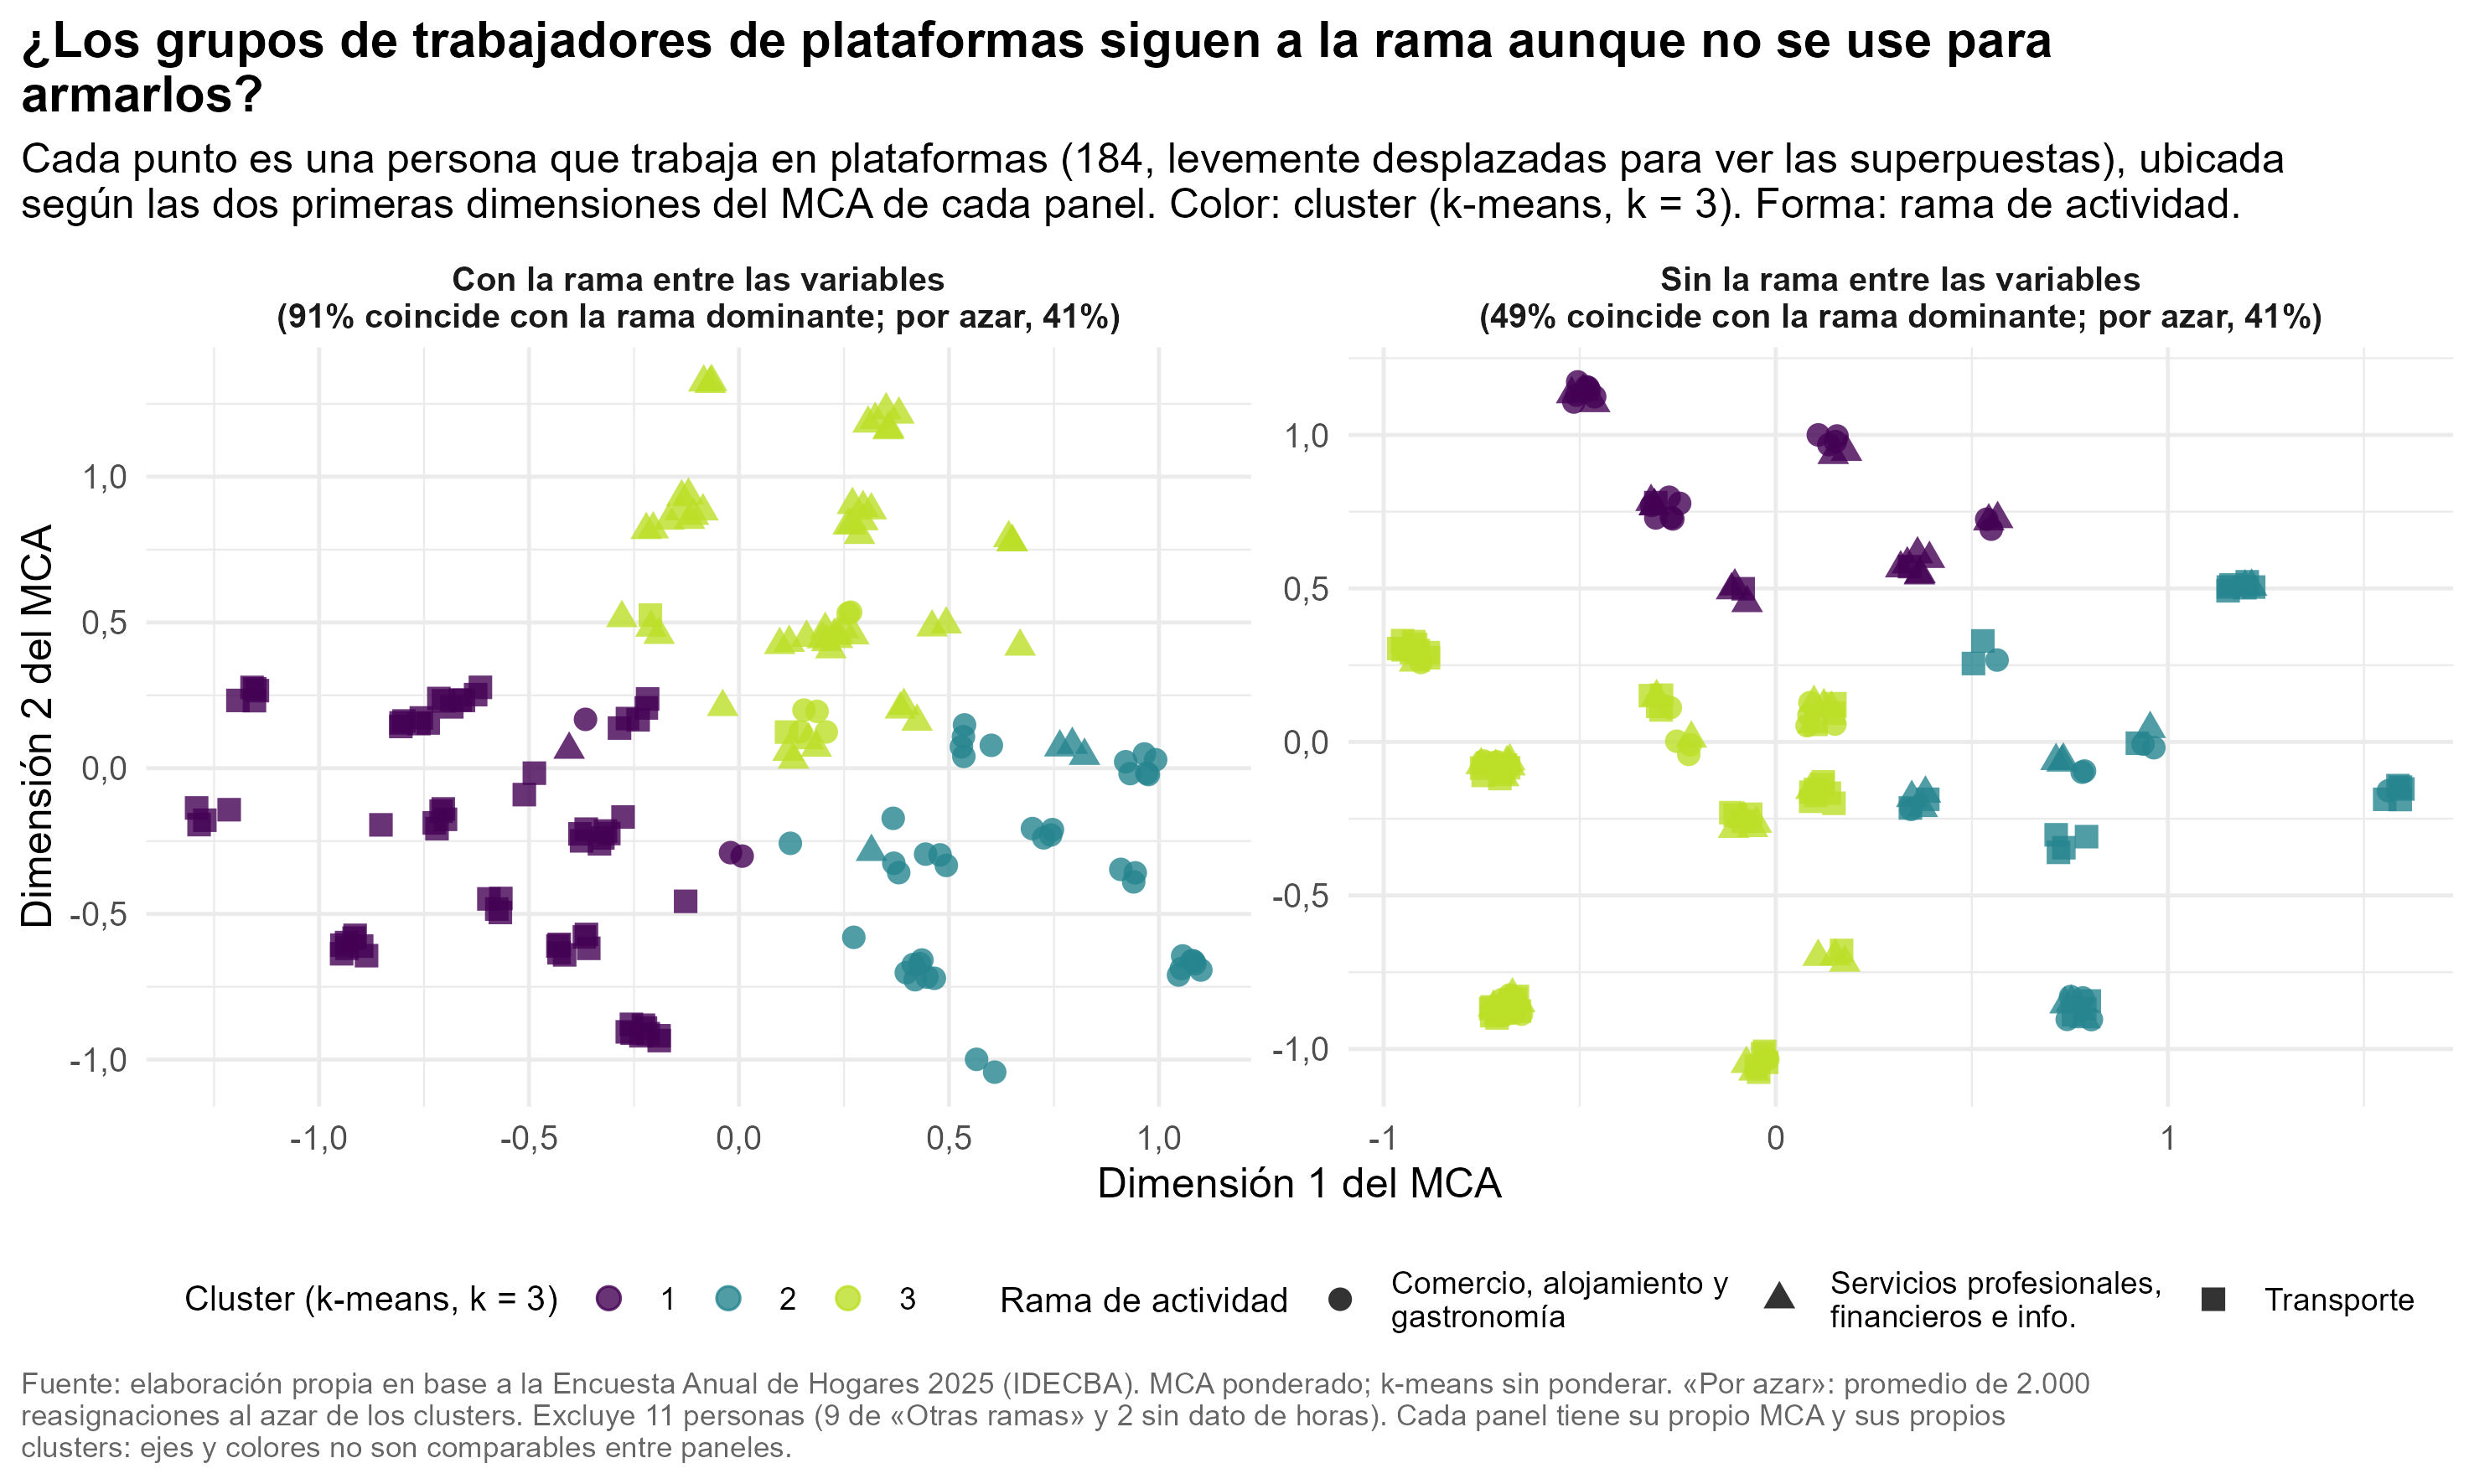 ¿Los grupos de trabajadores de plataformas siguen a la rama aunque no se use para
armarlos?
Cada punto es una persona que trabaja en plataformas (184, levemente desplazadas para ver las superpuestas), ubicada
según las dos primeras dimensiones del MCA de cada panel. Color: cluster (k-means, k = 3). Forma: rama de actividad.
Con la rama entre las variables
(91% coincide con la rama dominante; por azar, 41%)
Sin la rama entre las variables
(49% coincide con la rama dominante; por azar, 41%)
Dimensión 2 del MCA
1,0
0,5
0,0
-0,5
-1,0
-1,0
-0,5
0,0
0,5
1,0
1,0
0,5
0,0
-0,5
-1,0
-1
0
1
Dimensión 1 del MCA
Cluster (k-means, k = 3)
1
2
3
Rama de actividad
Comercio, alojamiento y
gastronomía
Servicios profesionales,
financieros e info.
Transporte
Fuente: elaboración propia en base a la Encuesta Anual de Hogares 2025 (IDECBA). MCA ponderado; k-means sin ponderar. «Por azar»: promedio de 2.000
reasignaciones al azar de los clusters. Excluye 11 personas (9 de «Otras ramas» y 2 sin dato de horas). Cada panel tiene su propio MCA y sus propios
clusters: ejes y colores no son comparables entre paneles.